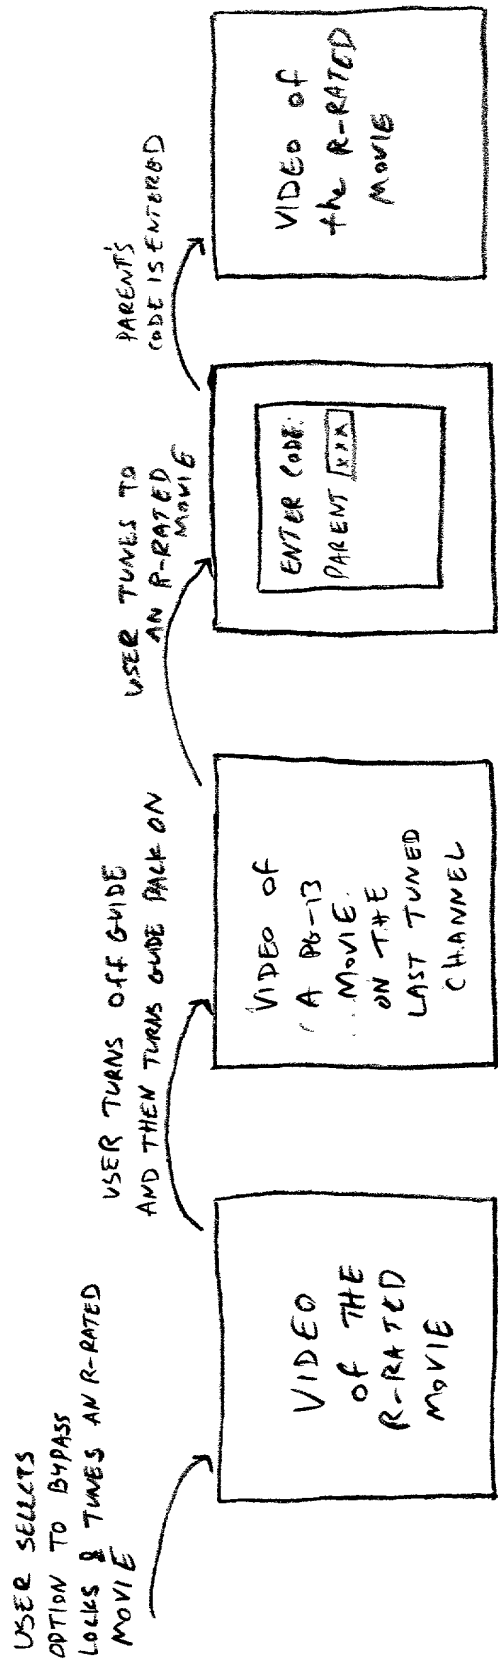 USER SELECTS
OPTION TO BYPASS
LOCKS & TUNES AN R-RATED
MOVIE
VIDEO
OF THE
R-RATED
MOVIE
USER TURNS OFF GUIDE
AND THEN TURNS GUIDE BACK ON
VIDEO OF
A PG-13
MOVIE
ON THE
LAST TUNED
CHANNEL
USER TUNES TO
AN R-RATED
MOVIE
ENTER CODE:
PARENT XXX
PARENT'S
CODE IS ENTERED
VIDEO OF
the R-RATED
MOVIE